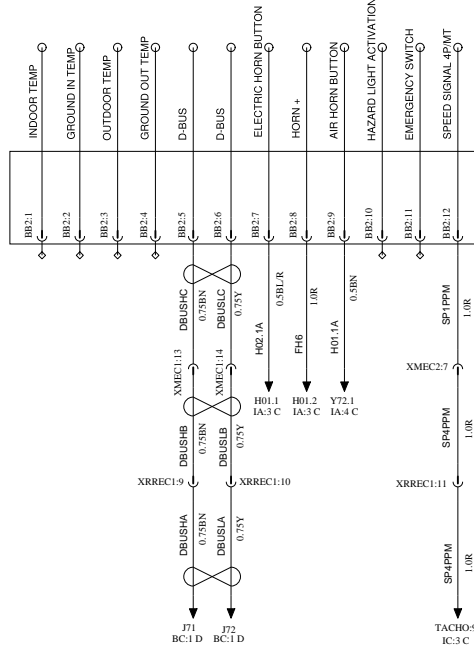 INDOOR TEMP
GROUND IN TEMP
OUTDOOR TEMP
GROUND OUT TEMP
D-BUS
D-BUS
ELECTRIC HORN BUTTON
HORN +
AIR HORN BUTTON
HAZARD LIGHT ACTIVATION
EMERGENCY SWITCH
SPEED SIGNAL 4P/MT
BB2:1
BB2:2
BB2:3
BB2:4
BB2:5
BB2:6
BB2:7
BB2:8
BB2:9
BB2:10
BB2:11
BB2:12
DBUSHC
0.75BN
DBUSLC
0.75Y
H02.1A
0.5BL/R
FH6
1.0R
H01.1A
0.5BN
SP1PPM
1.0R
XMEC1:13
XMEC1:14
XMEC2:7
H01.1
IA:3 C
H01.2
IA:3 C
Y72.1
IA:4 C
DBUSHB
0.75BN
DBUSLB
0.75Y
SP4PPM
1.0R
XRREC1:9
XRREC1:10
XRREC1:11
DBUSHA
0.75BN
DBUSLA
0.75Y
SP4PPM
1.0R
J71
BC:1 D
J72
BC:1 D
TACHO:9
IC:3 C